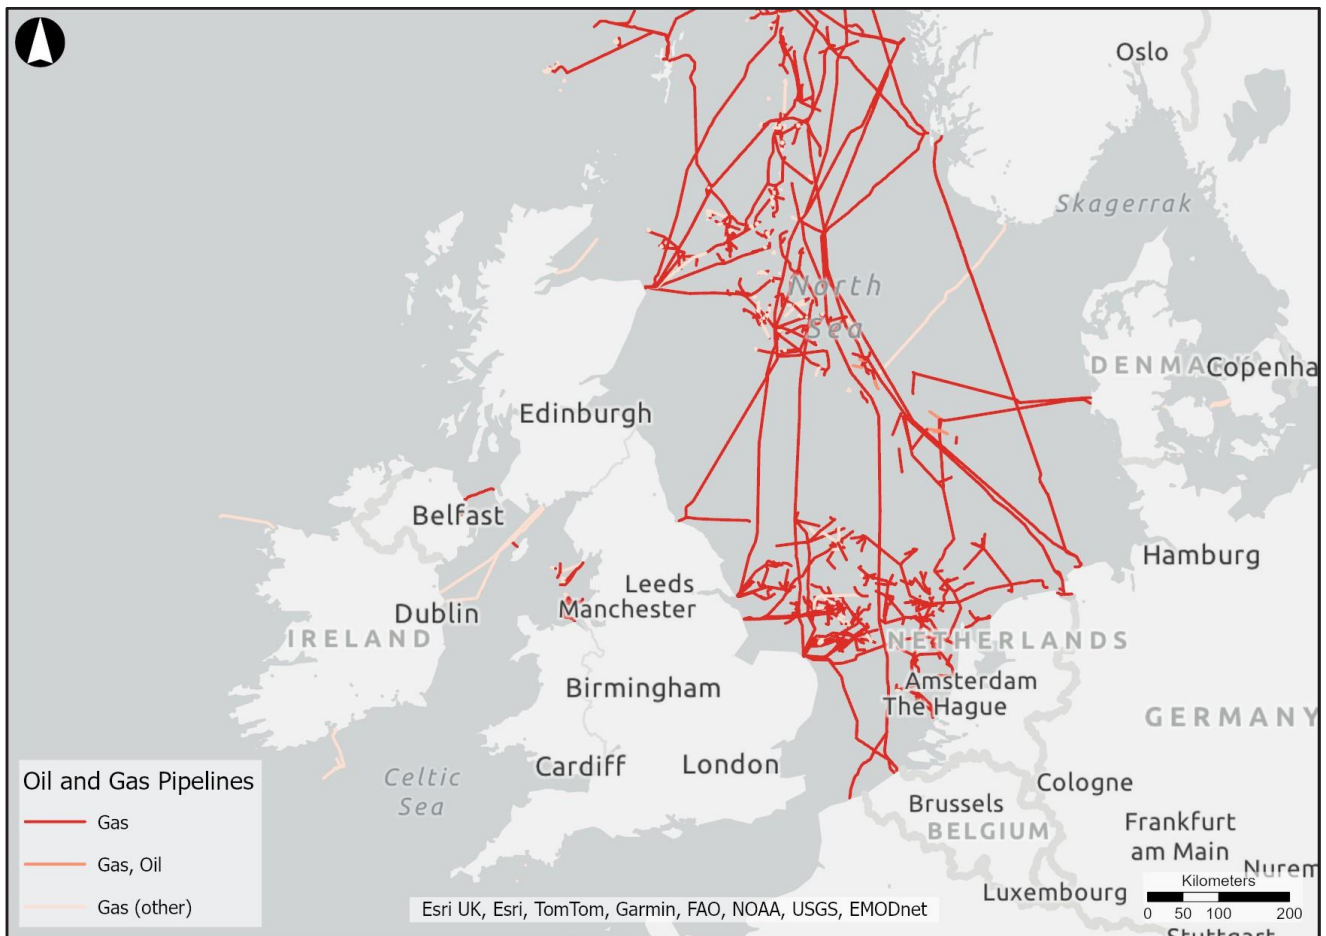 Oslo
Skagerrak
North
Sea
DENMA
Copenha
Edinburgh
Belfast
Hamburg
Leeds
Dublin
Manchester
IRELAND
NETHERLANDS
Amsterdam
Birmingham
The Hague
GERMANY
Cardiff
London
Celtic
Sea
Cologne
Brussels
BELGIUM
Frankfurt
am Main
Nurem
Luxembourg
Stuttgart
Oil and Gas Pipelines
Gas
Gas, Oil
Gas (other)
Esri UK, Esri, TomTom, Garmin, FAO, NOAA, USGS, EMODnet
Kilometers
0 50 100 200